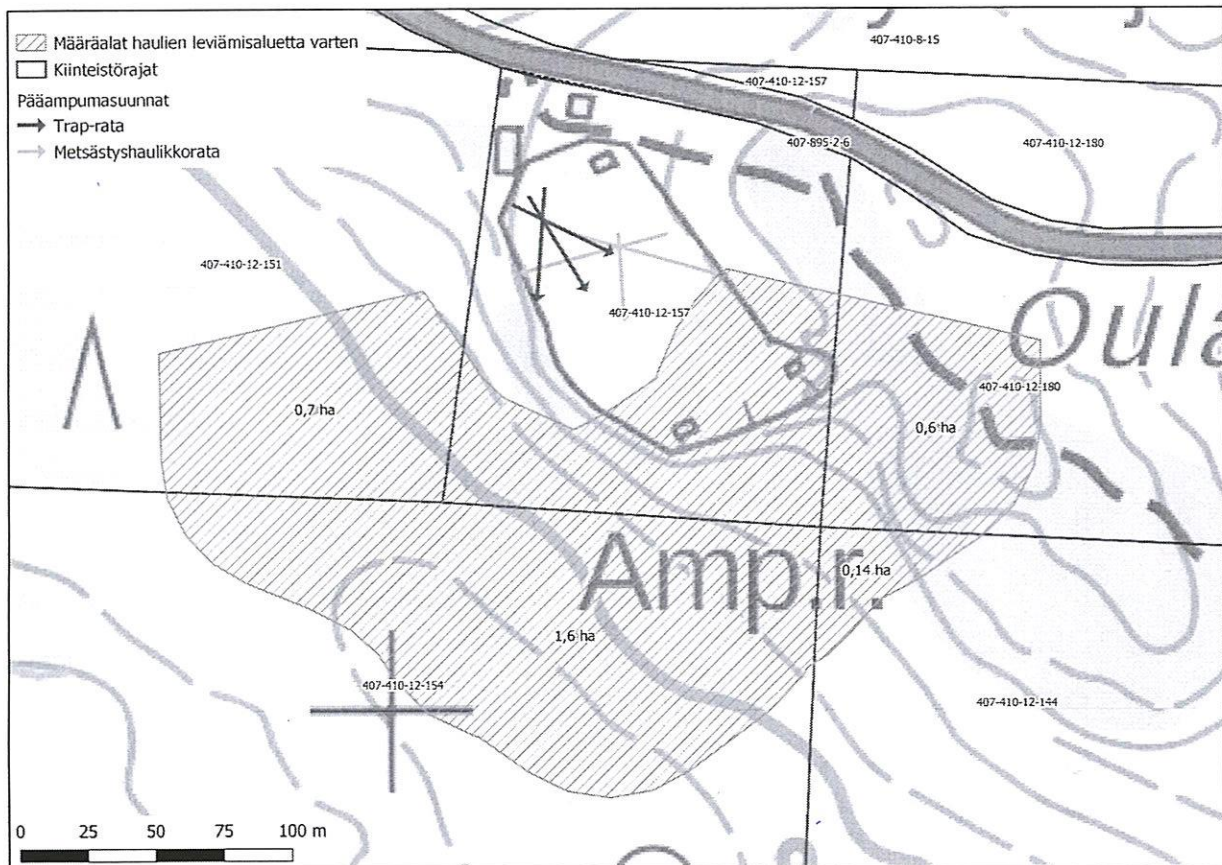 Määräalat haulien leviämisaluetta varten
Kiinteistörajat
Pääampumasuunnat
Trap-rata
Metsästyshaulikkorata
407-410-8-15
407-410-12-157
407-895-2-6
407-410-12-180
407-410-12-151
407-410-12-157
Oula
407-410-12-180
0,7 ha
0,6 ha
Amp.r.
0,14 ha
1,6 ha
407-410-12-154
407-410-12-144
0 25 50 75 100 m